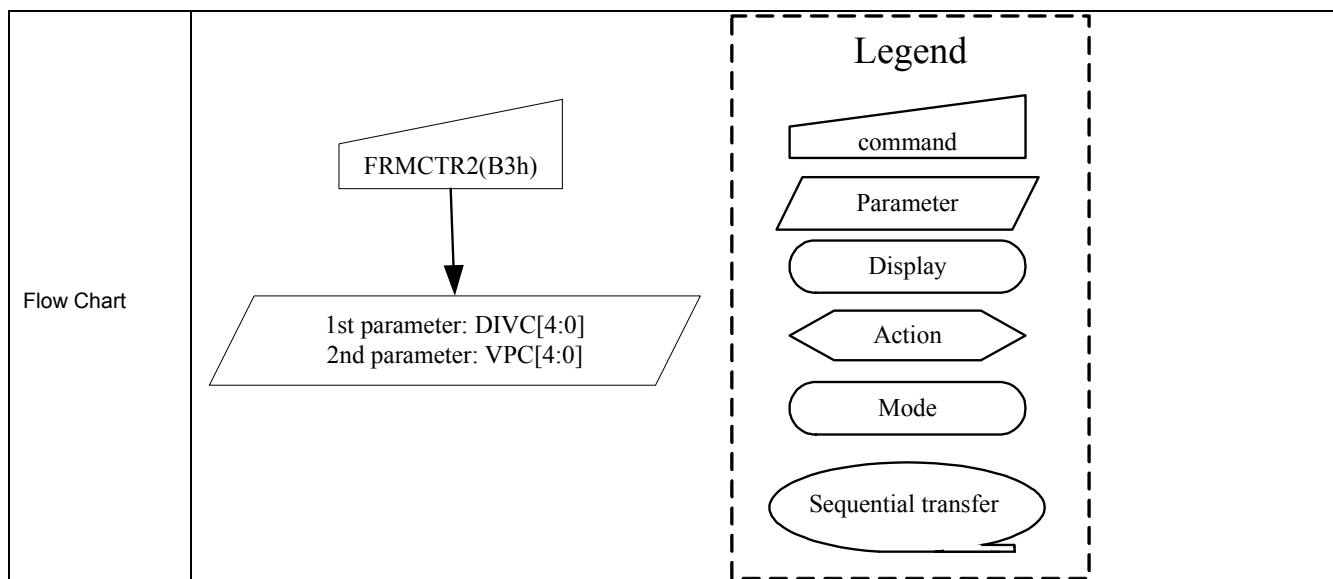 Flow Chart
FRMCTR2(B3h)
1st parameter: DIVC[4:0]
2nd parameter: VPC[4:0]
Legend
command
Parameter
Display
Action
Mode
Sequential transfer